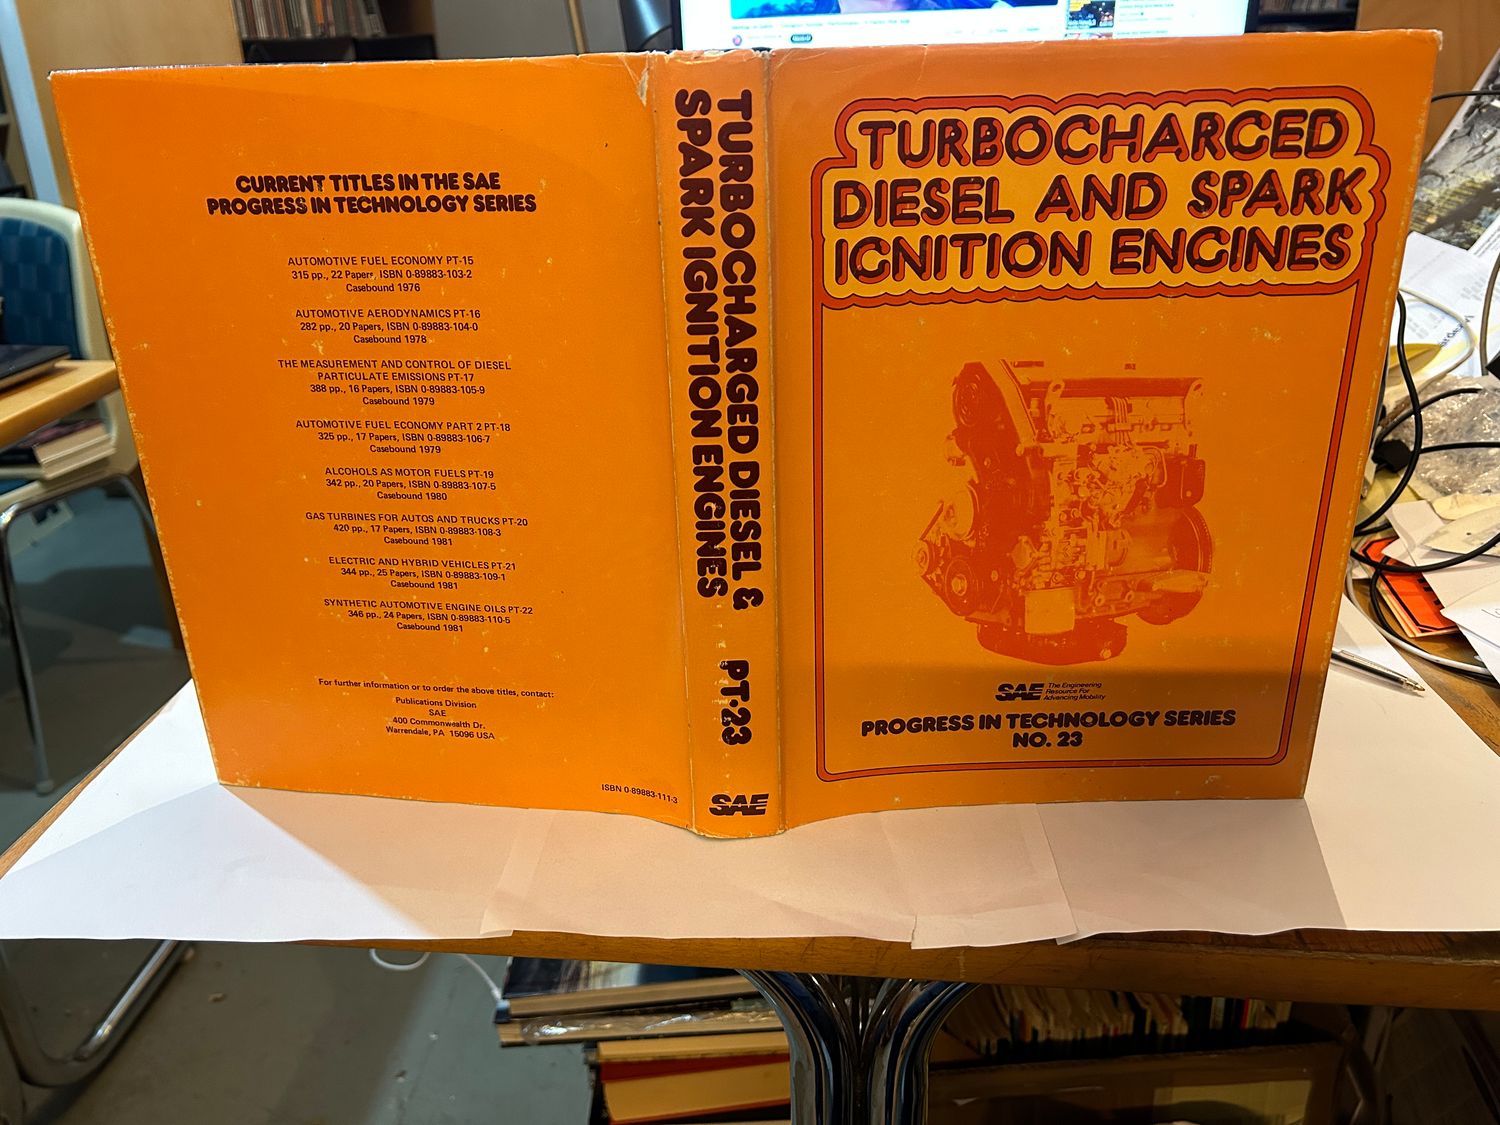 CURRENT TITLES IN THE SAE
PROGRESS IN TECHNOLOGY SERIES
AUTOMOTIVE FUEL ECONOMY PT-15
315 pp., 22 Papers, ISBN 0-89883-103-2
Casebound 1976
AUTOMOTIVE AERODYNAMICS PT-16
282 pp., 20 Papers, ISBN 0-89883-104-0
Casebound 1978
THE MEASUREMENT AND CONTROL OF DIESEL
PARTICULATE EMISSIONS PT-17
388 pp., 16 Papers, ISBN 0-89883-105-9
Casebound 1979
AUTOMOTIVE FUEL ECONOMY PART 2 PT-18
325 pp., 17 Papers, ISBN 0-89883-106-7
Casebound 1979
ALCOHOLS AS MOTOR FUELS PT-19
342 pp., 20 Papers, ISBN 0-89883-107-5
Casebound 1980
GAS TURBINES FOR AUTOS AND TRUCKS PT-20
420 pp., 17 Papers, ISBN 0-89883-108-3
Casebound 1981
ELECTRIC AND HYBRID VEHICLES PT-21
344 pp., 25 Papers, ISBN 0-89883-109-1
Casebound 1981
SYNTHETIC AUTOMOTIVE ENGINE OILS PT-22
346 pp., 24 Papers, ISBN 0-89883-110-5
Casebound 1981
For further information or to order the above titles, contact:
Publications Division
SAE
400 Commonwealth Dr.
Warrendale, PA 15096 USA
ISBN 0-89883-111-3
TURBOCHARGED DIESEL &
SPARK IGNITION ENGINES
PT-23
SAE
TURBOCHARGED
DIESEL AND SPARK
IGNITION ENGINES
SAE The Engineering
Resource For
Advancing Mobility
PROGRESS IN TECHNOLOGY SERIES
NO. 23